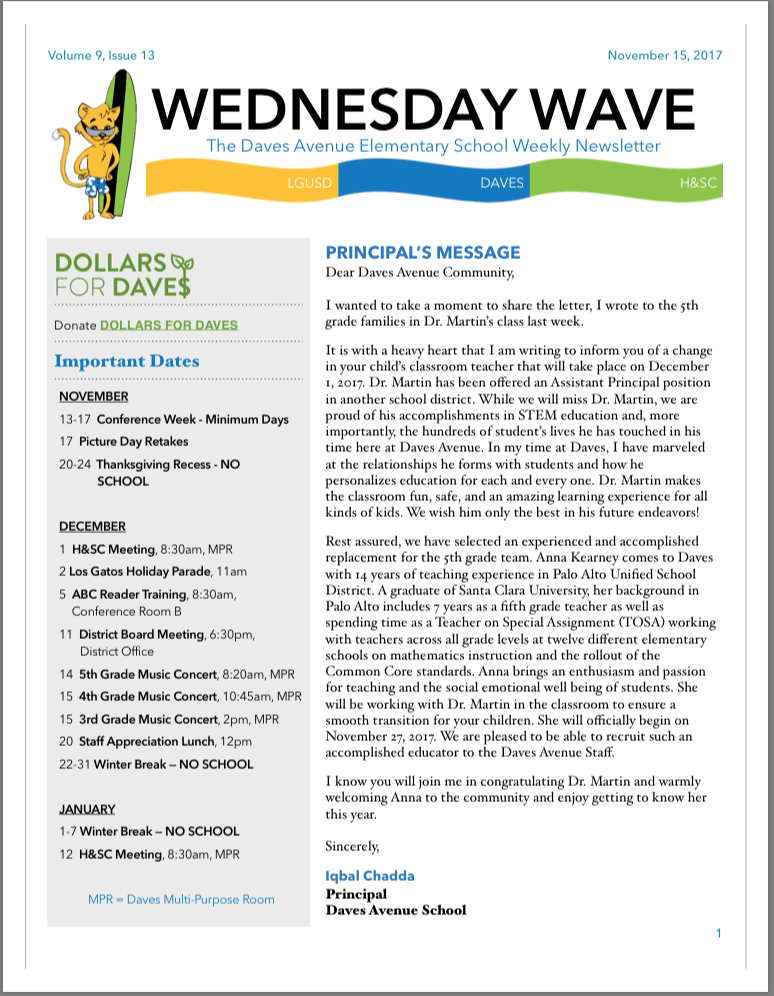 Volume 9, Issue 13
November 15, 2017
WEDNESDAY WAVE
The Daves Avenue Elementary School Weekly Newsletter
LGUSD
DAVES
H&SC
DOLLARS
FOR DAVE$
Donate DOLLARS FOR DAVES
Important Dates
NOVEMBER
13-17 Conference Week - Minimum Days
17 Picture Day Retakes
20-24 Thanksgiving Recess - NO
SCHOOL
DECEMBER
1 H&SC Meeting, 8:30am, MPR
2 Los Gatos Holiday Parade, 11am
5 ABC Reader Training, 8:30am,
Conference Room B
11 District Board Meeting, 6:30pm,
District Office
14 5th Grade Music Concert, 8:20am, MPR
15 4th Grade Music Concert, 10:45am, MPR
15 3rd Grade Music Concert, 2pm, MPR
20 Staff Appreciation Lunch, 12pm
22-31 Winter Break – NO SCHOOL
JANUARY
1-7 Winter Break – NO SCHOOL
12 H&SC Meeting, 8:30am, MPR
MPR = Daves Multi-Purpose Room
PRINCIPAL'S MESSAGE
Dear Daves Avenue Community,
I wanted to take a moment to share the letter, I wrote to the 5th
grade families in Dr. Martin's class last week.
It is with a heavy heart that I am writing to inform you of a change
in your child's classroom teacher that will take place on December
1, 2017. Dr. Martin has been offered an Assistant Principal position
in another school district. While we will miss Dr. Martin, we are
proud of his accomplishments in STEM education and, more
importantly, the hundreds of student's lives he has touched in his
time here at Daves Avenue. In my time at Daves, I have marveled
at the relationships he forms with students and how he
personalizes education for each and every one. Dr. Martin makes
the classroom fun, safe, and an amazing learning experience for all
kinds of kids. We wish him only the best in his future endeavors!
Rest assured, we have selected an experienced and accomplished
replacement for the 5th grade team. Anna Kearney comes to Daves
with 14 years of teaching experience in Palo Alto Unified School
District. A graduate of Santa Clara University, her background in
Palo Alto includes 7 years as a fifth grade teacher as well as
spending time as a Teacher on Special Assignment (TOSA) working
with teachers across all grade levels at twelve different elementary
schools on mathematics instruction and the rollout of the
Common Core standards. Anna brings an enthusiasm and passion
for teaching and the social emotional well being of students. She
will be working with Dr. Martin in the classroom to ensure a
smooth transition for your children. She will officially begin on
November 27, 2017. We are pleased to be able to recruit such an
accomplished educator to the Daves Avenue Staff.
I know you will join me in congratulating Dr. Martin and warmly
welcoming Anna to the community and enjoy getting to know her
this year.
Sincerely,
Iqbal Chadda
Principal
Daves Avenue School
1